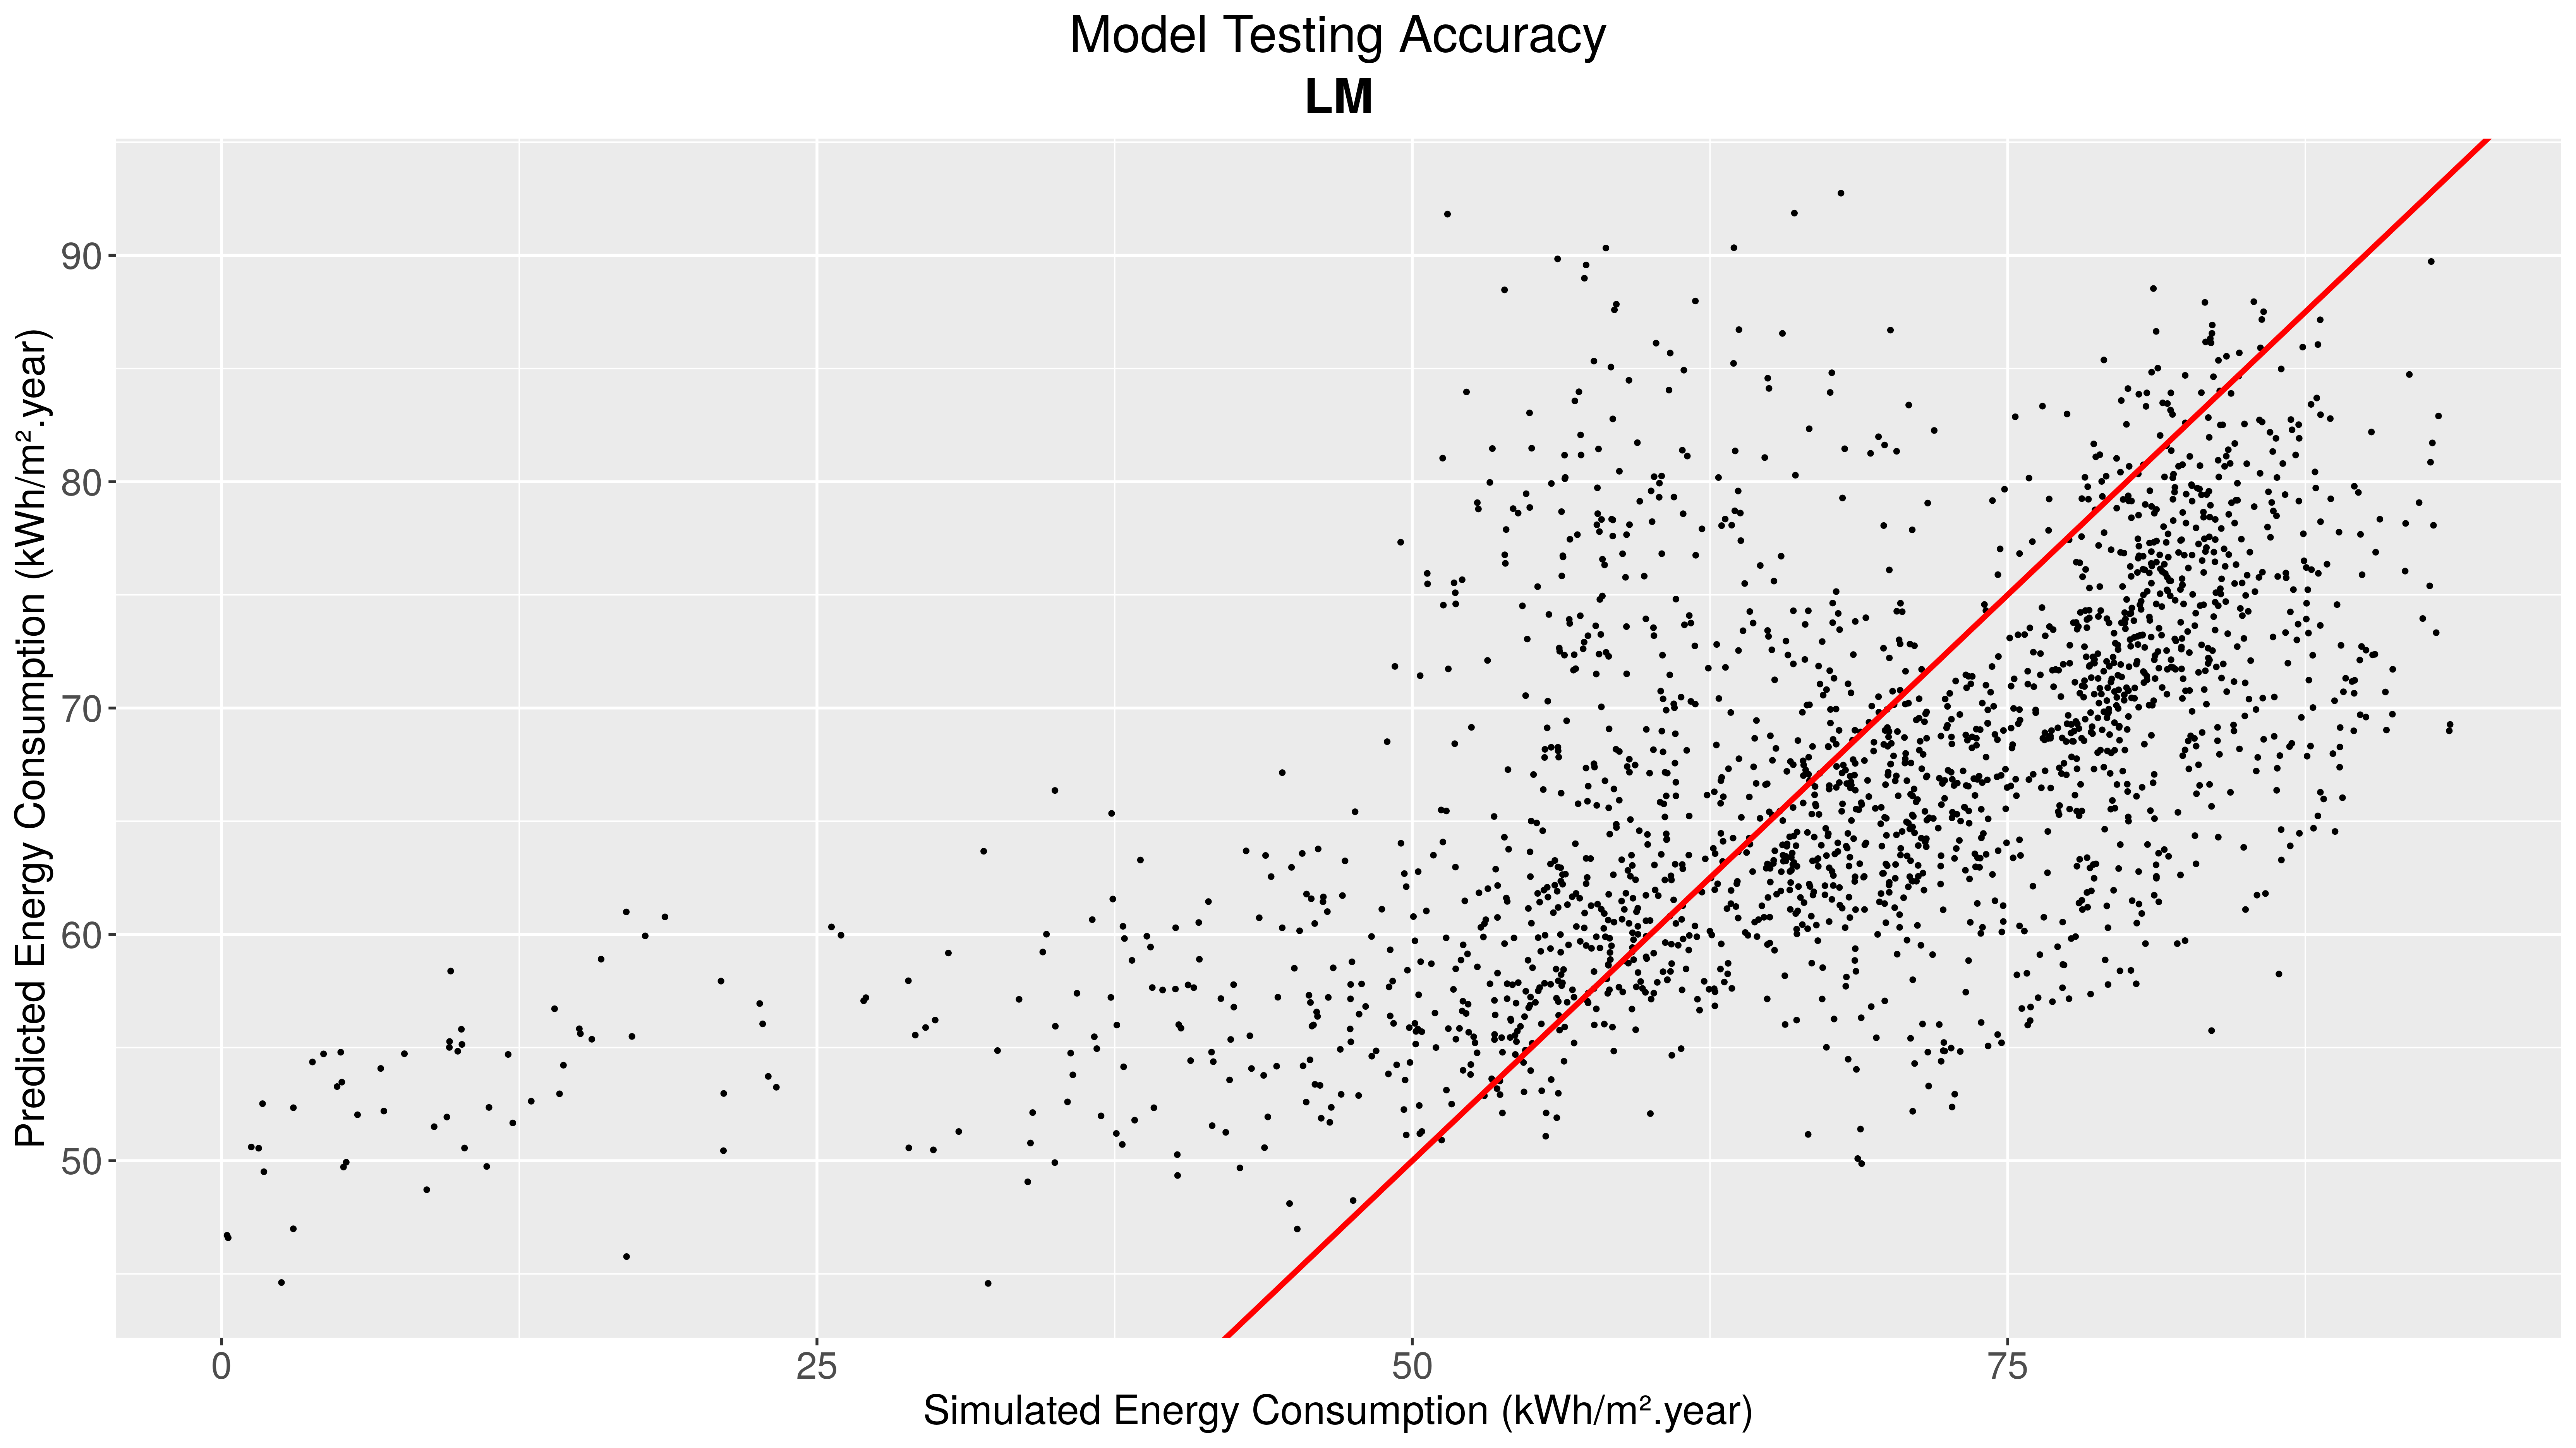 Model Testing Accuracy
LM
Predicted Energy Consumption (kWh/m².year)
90
80
70
60
50
0 25 50 75
Simulated Energy Consumption (kWh/m².year)